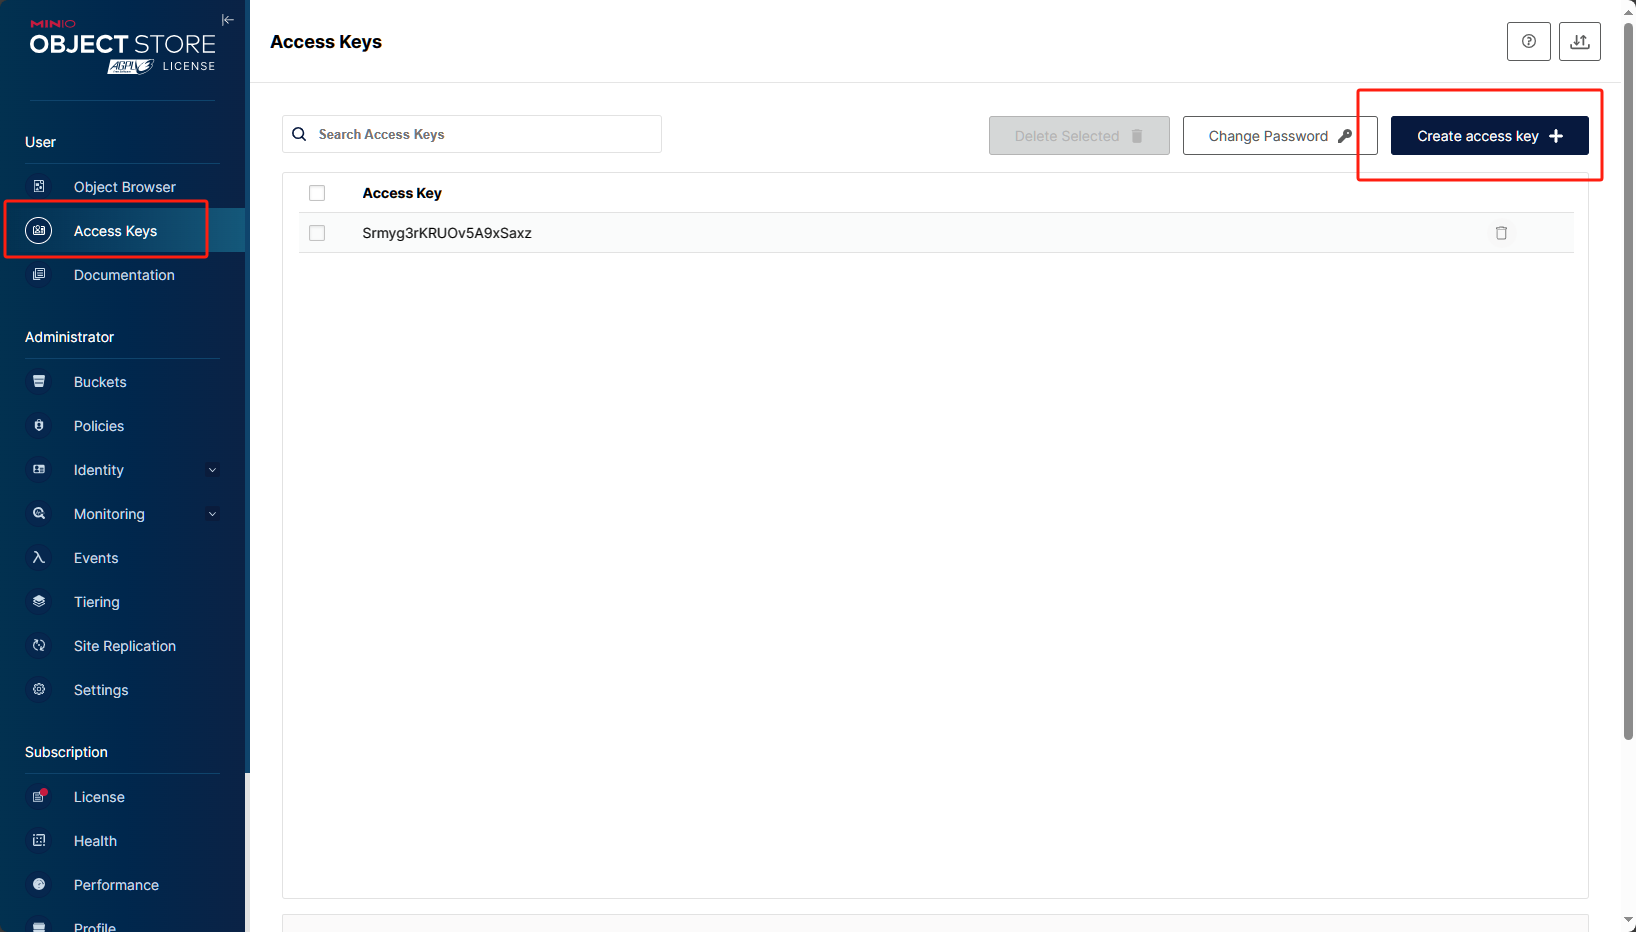 MINIO
OBJECT STORE
AGPLv3 LICENSE
User
Object Browser
Access Keys
Documentation
Administrator
Buckets
Policies
Identity
Monitoring
Events
Tiering
Site Replication
Settings
Subscription
License
Health
Performance
Profile
Access Keys
Search Access Keys
Delete Selected
Change Password
Create access key
Access Key
Srmyg3rKRUOv5A9xSaxz